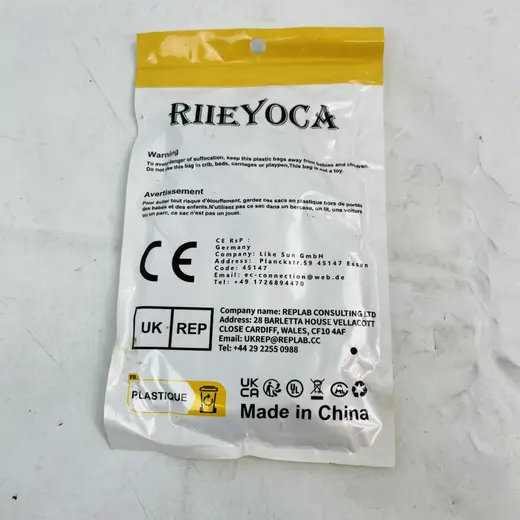 RIIEYOCA
Warning
To avoid danger of suffocation, keep this plastic bag away from babies and children.
Do not use this bag in crib, beds, carriages or playpen,This bag is not a toy.
Avertissement
Pour éviter tout risque d'étouffement, gardez ces sacs en plastique hors de portée
des bébés et des enfants.N'utilisez pas ce sac dans un berceau, un lit, une voiture
ou un parc, ce sac n'est pas un jouet.
CE
CE RsP :
Germany
Company: Like Sun GmbH
Address: Planckstr.59 45147 Essen
Code: 45147
Email: ec-connection@web.de
Tel: +49 1726894470
UK REP
Company name: REPLAB CONSULTING LTD
Address: 28 BARLETTA HOUSE VELLACOTT
CLOSE CARDIFF, WALES, CF10 4AF
Email: UKREP@REPLAB.CC
Tel: +44 29 2255 0988
FR
PLASTIQUE
UK
CA
UL
Made in China